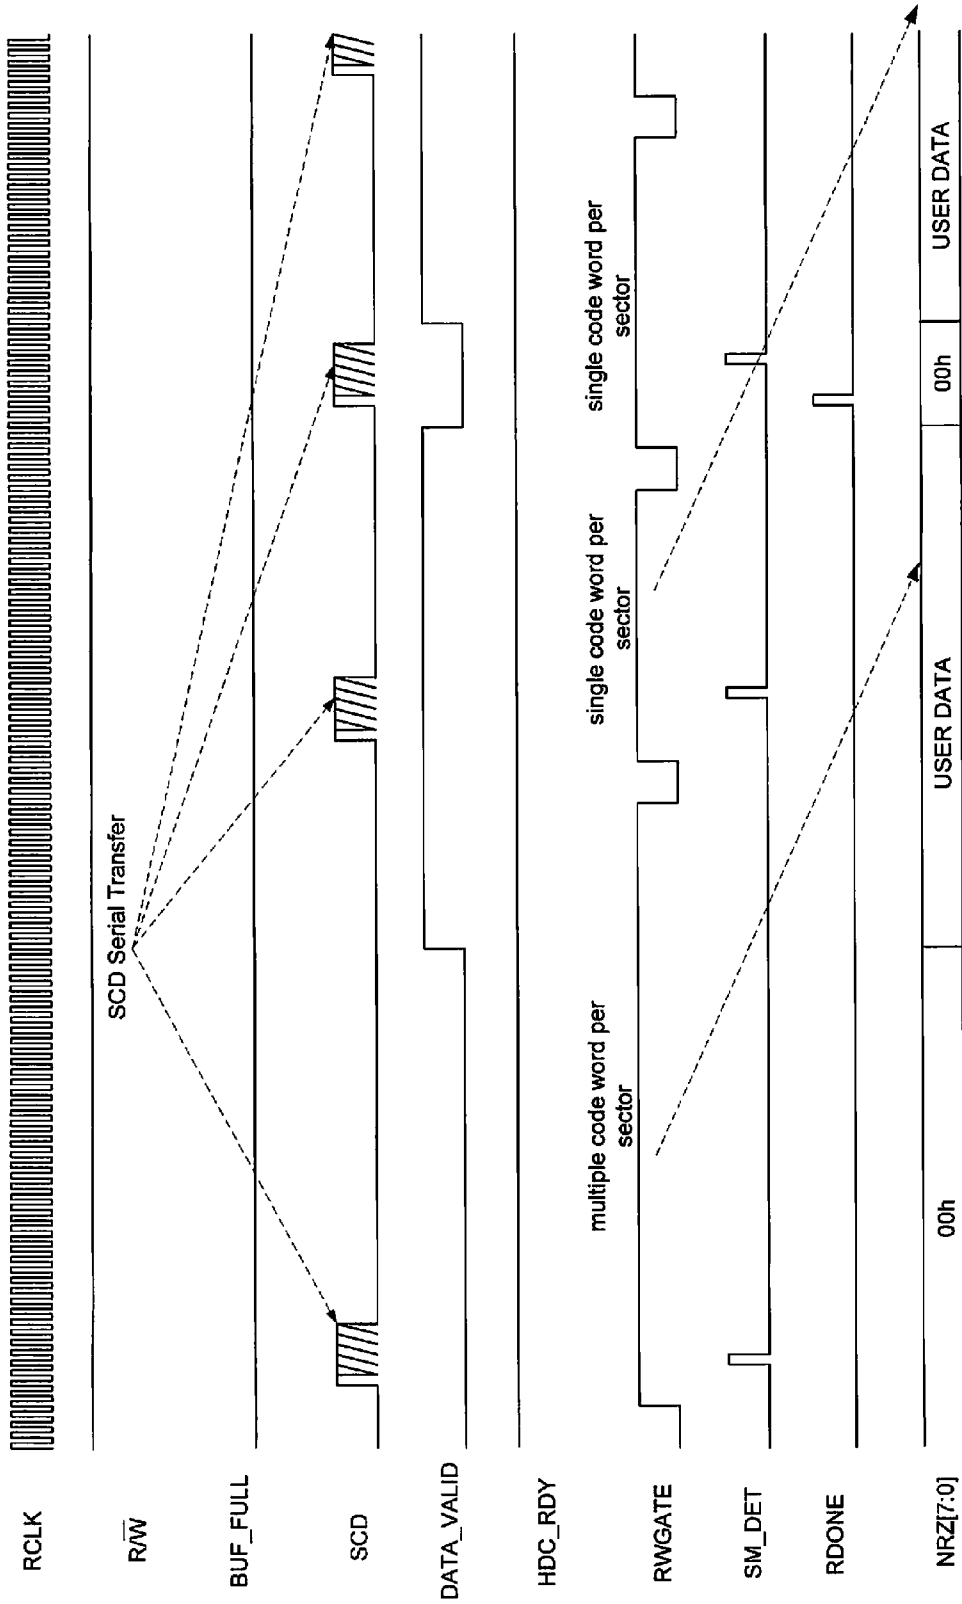 RCLK
R/W̅
SCD Serial Transfer
BUF_FULL
SCD
DATA_VALID
HDC_RDY
multiple code word per
sector
single code word per
sector
single code word per
sector
RWGATE
SM_DET
RDONE
NRZ[7:0]
00h
USER DATA
00h
USER DATA